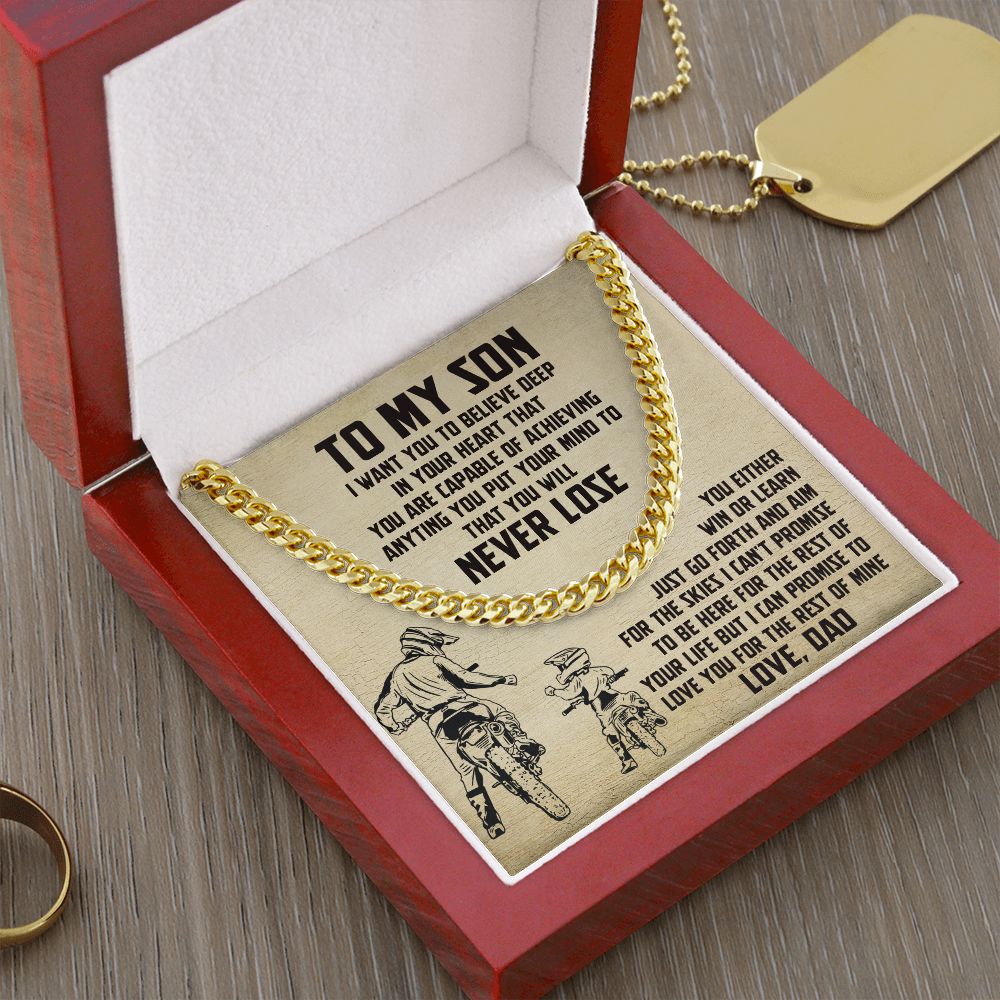 TO MY SON
I WANT YOU TO BELIEVE DEEP
IN YOUR HEART THAT
YOU ARE CAPABLE OF ACHIEVING
ANYTING YOU PUT YOUR MIND TO
THAT YOU WILL
NEVER LOSE
YOU EITHER
WIN OR LEARN
JUST GO FORTH AND AIM
FOR THE SKIES I CAN'T PROMISE
TO BE HERE FOR THE REST OF
YOUR LIFE BUT I CAN PROMISE TO
LOVE YOU FOR THE REST OF MINE
LOVE, DAD